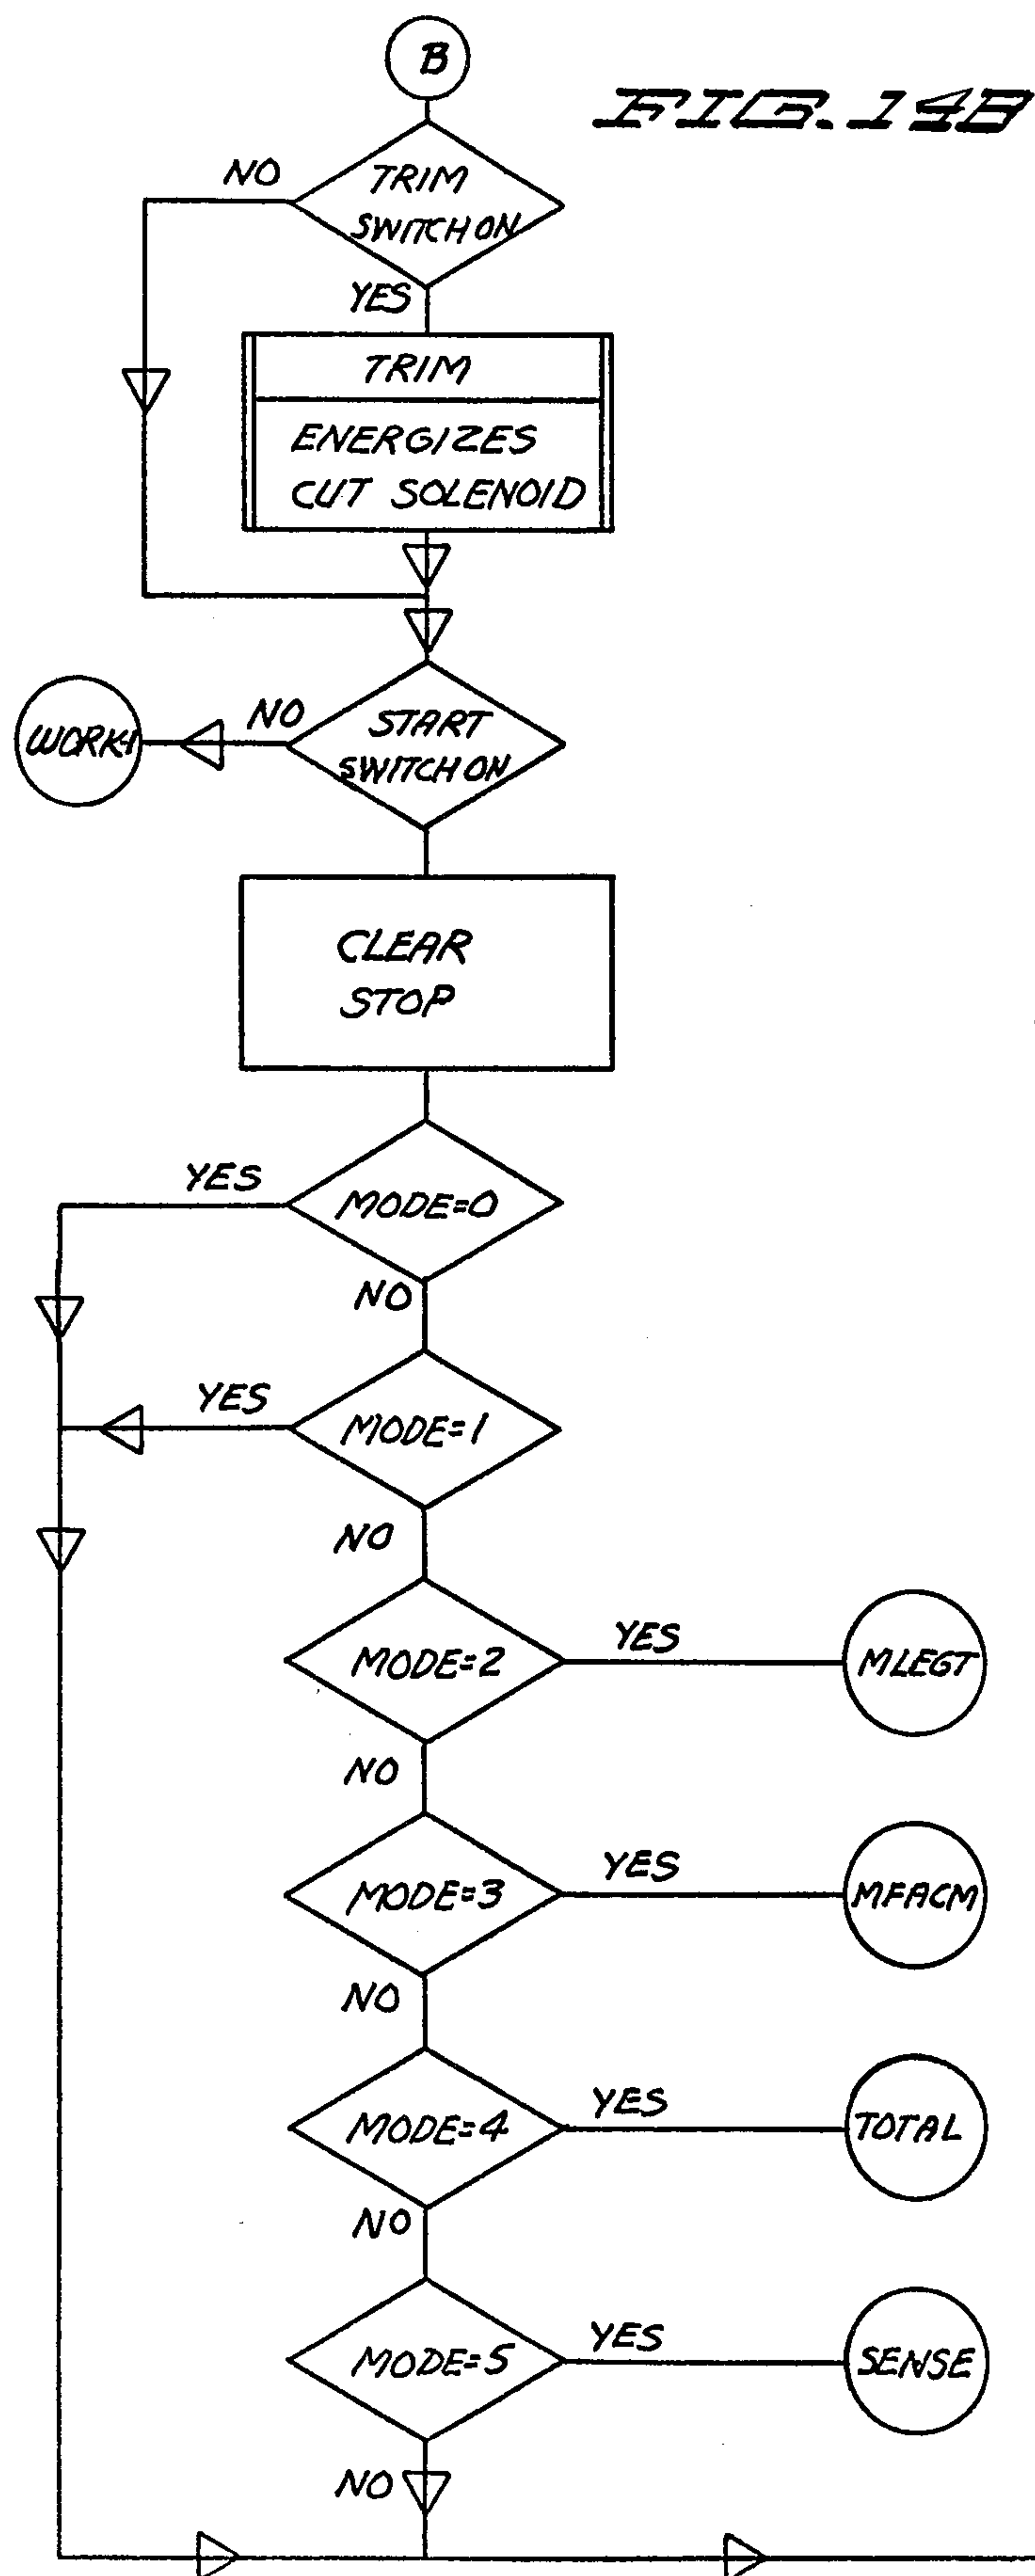 B
FIG. 14B
NO
TRIM
SWITCH ON
YES
TRIM
ENERGIZES
CUT SOLENOID
WORK1
NO
START
SWITCH ON
CLEAR
STOP
YES
MODE=0
NO
YES
MODE=1
NO
MODE=2
YES
MLEGT
NO
MODE=3
YES
MFACM
NO
MODE=4
YES
TOTAL
NO
MODE=5
YES
SENSE
NO